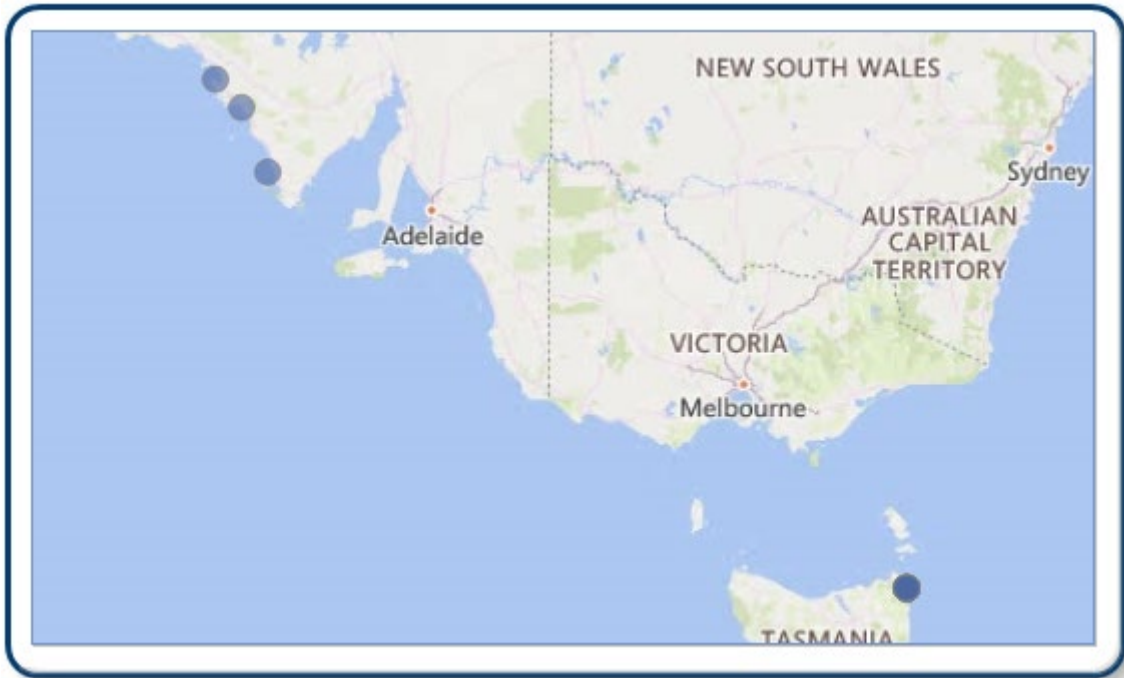 NEW SOUTH WALES
Sydney
AUSTRALIAN
CAPITAL
TERRITORY
Adelaide
VICTORIA
Melbourne
TASMANIA